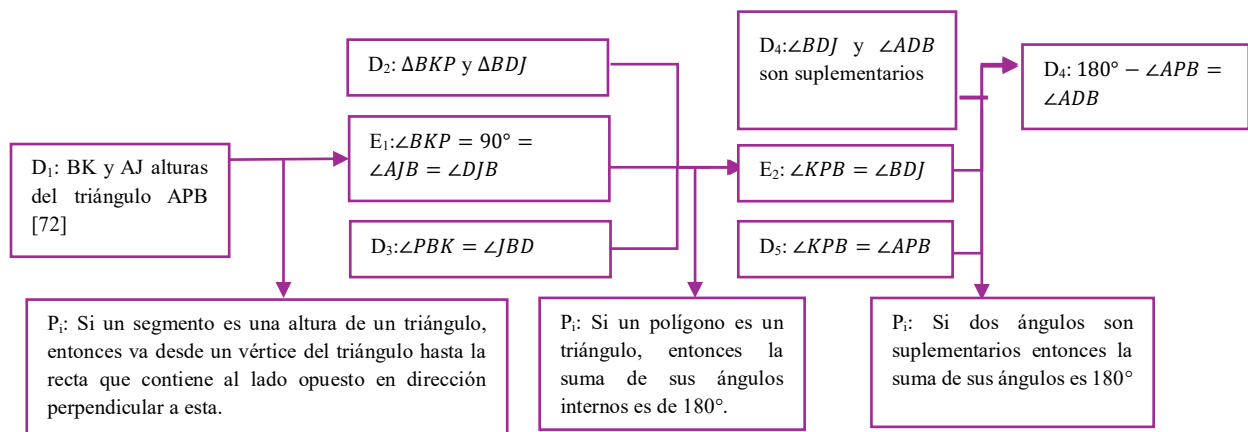 D₁: BK y AJ alturas
del triángulo APB
[72]
D₂: ΔBKP y ΔBDJ
E₁:∠BKP = 90° =
∠AJB = ∠DJB
D₃:∠PBK = ∠JBD
D₄:∠BDJ y ∠ADB
son suplementarios
E₂: ∠KPB = ∠BDJ
D₅: ∠KPB = ∠APB
D₄: 180° − ∠APB =
∠ADB
Pᵢ: Si un segmento es una altura de un triángulo,
entonces va desde un vértice del triángulo hasta la
recta que contiene al lado opuesto en dirección
perpendicular a esta.
Pᵢ: Si un polígono es un
triángulo, entonces la
suma de sus ángulos
internos es de 180°.
Pᵢ: Si dos ángulos son
suplementarios entonces la
suma de sus ángulos es 180°